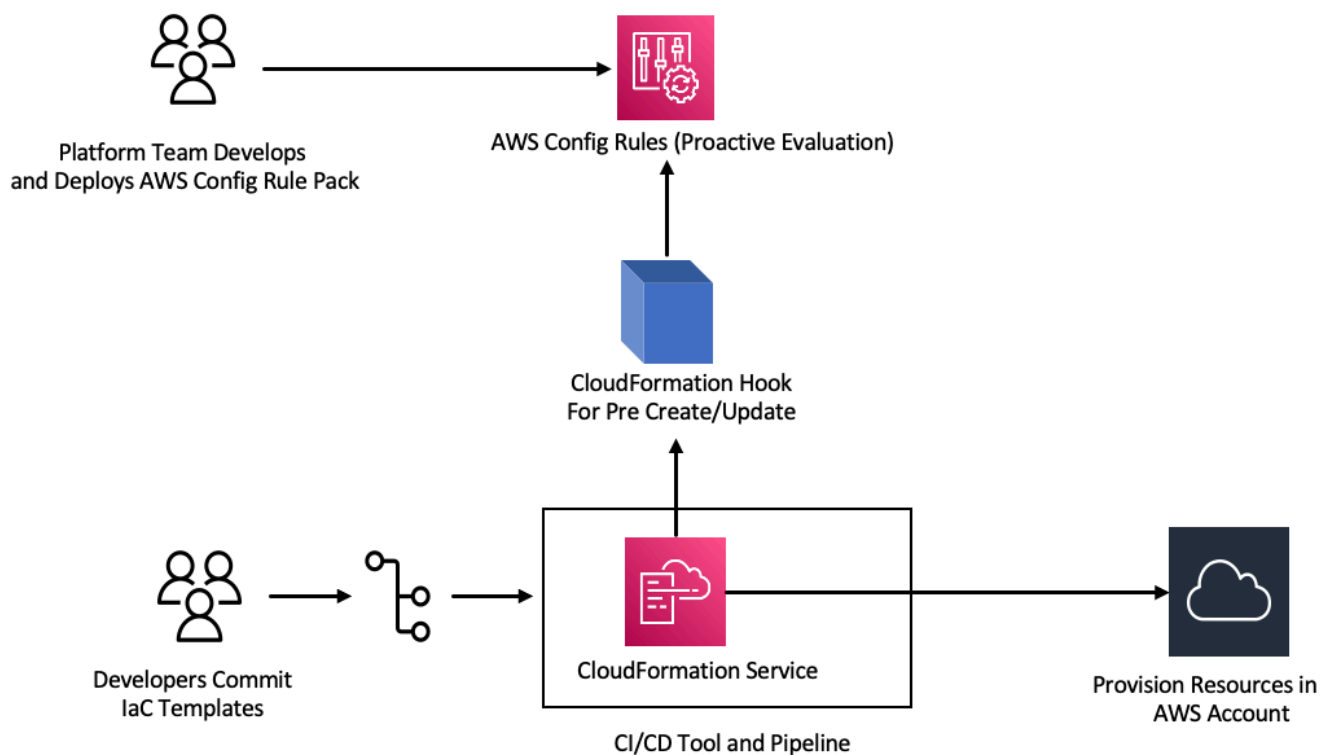 Platform Team Develops
and Deploys AWS Config Rule Pack
AWS Config Rules (Proactive Evaluation)
CloudFormation Hook
For Pre Create/Update
Developers Commit
IaC Templates
CloudFormation Service
CI/CD Tool and Pipeline
Provision Resources in
AWS Account